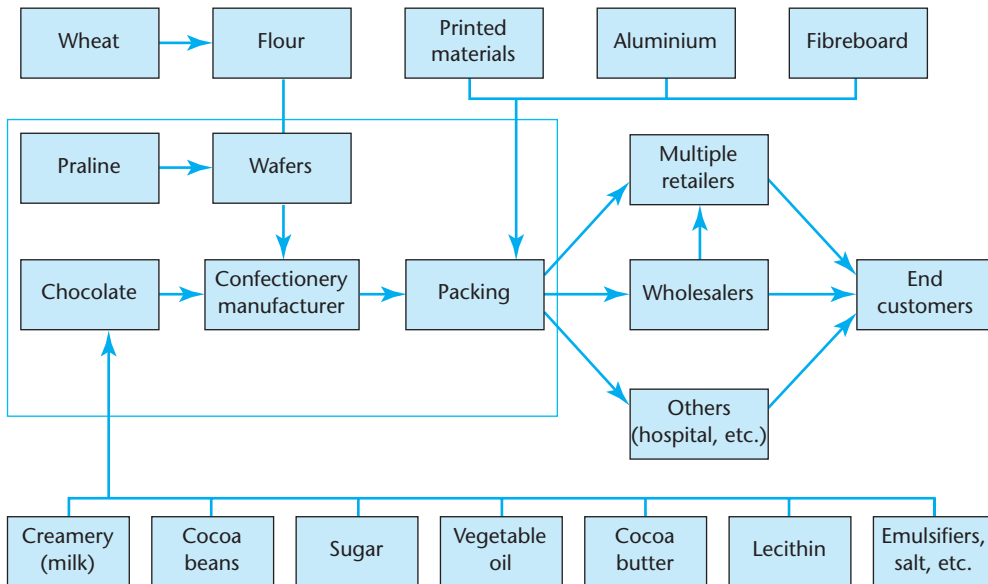 Wheat
Flour
Printed
materials
Aluminium
Fibreboard
Praline
Wafers
Multiple
retailers
Chocolate
Confectionery
manufacturer
Packing
Wholesalers
End
customers
Others
(hospital, etc.)
Creamery
(milk)
Cocoa
beans
Sugar
Vegetable
oil
Cocoa
butter
Lecithin
Emulsifiers,
salt, etc.